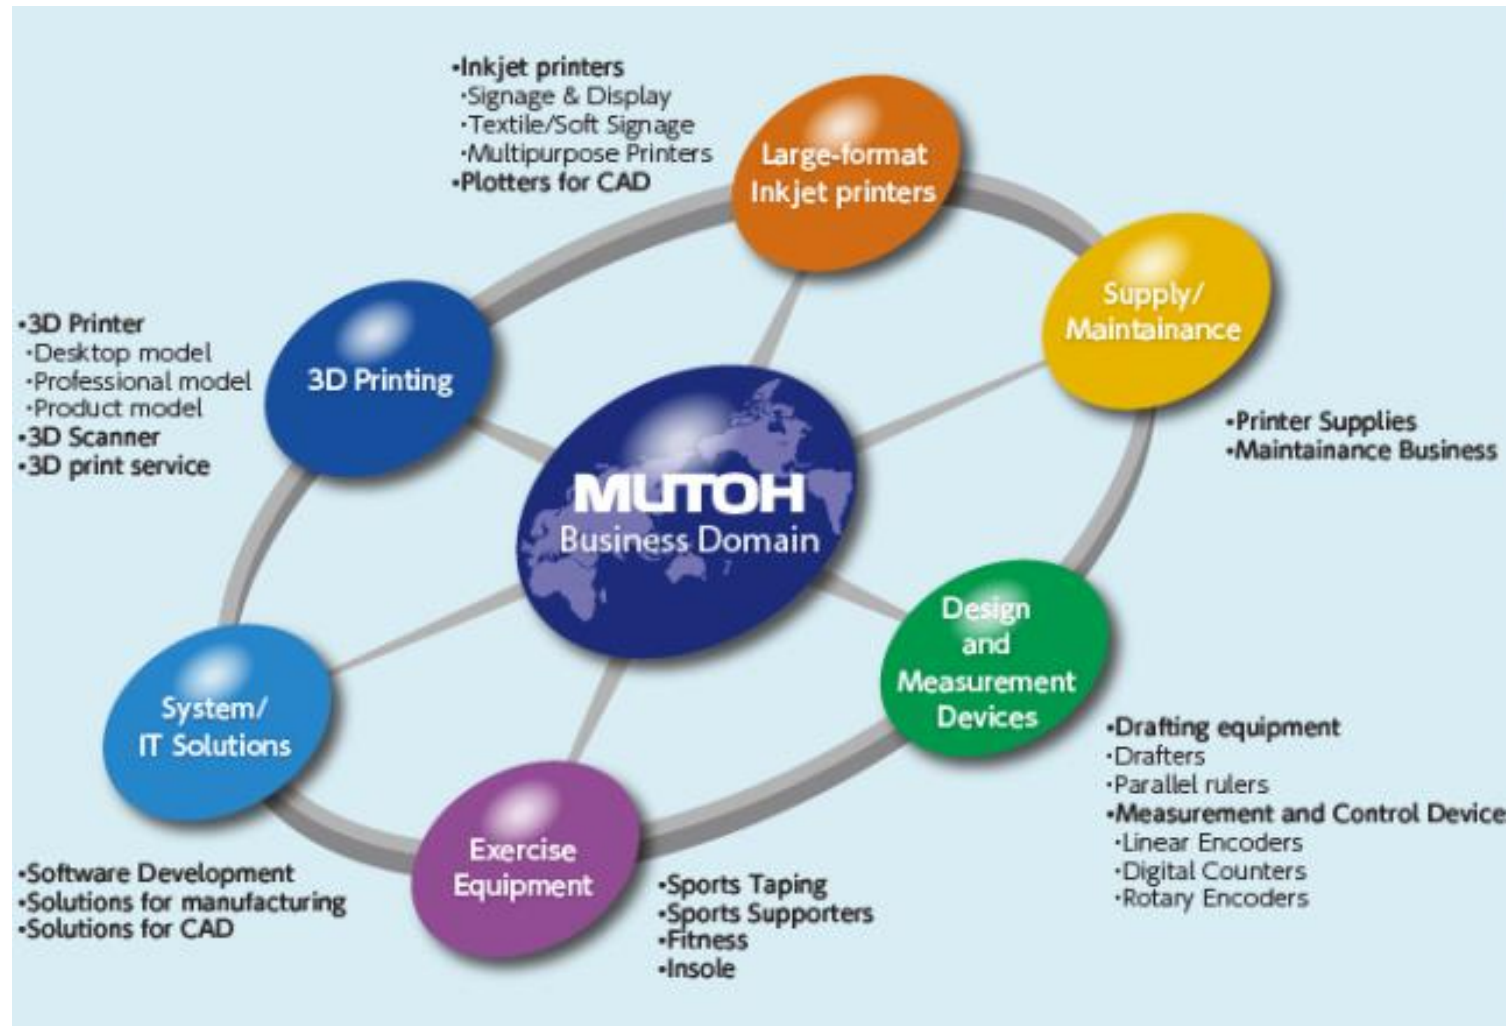 •Inkjet printers
・Signage & Display
・Textile/Soft Signage
・Multipurpose Printers
•Plotters for CAD
Large-format
Inkjet printers
Supply/
Maintainance
•Printer Supplies
•Maintainance Business
•3D Printer
・Desktop model
・Professional model
・Product model
•3D Scanner
•3D print service
3D Printing
MUTOH
Business Domain
Design
and
Measurement
Devices
•Drafting equipment
・Drafters
・Parallel rulers
•Measurement and Control Device
・Linear Encoders
・Digital Counters
・Rotary Encoders
System/
IT Solutions
•Software Development
•Solutions for manufacturing
•Solutions for CAD
Exercise
Equipment
•Sports Taping
•Sports Supporters
•Fitness
•Insole